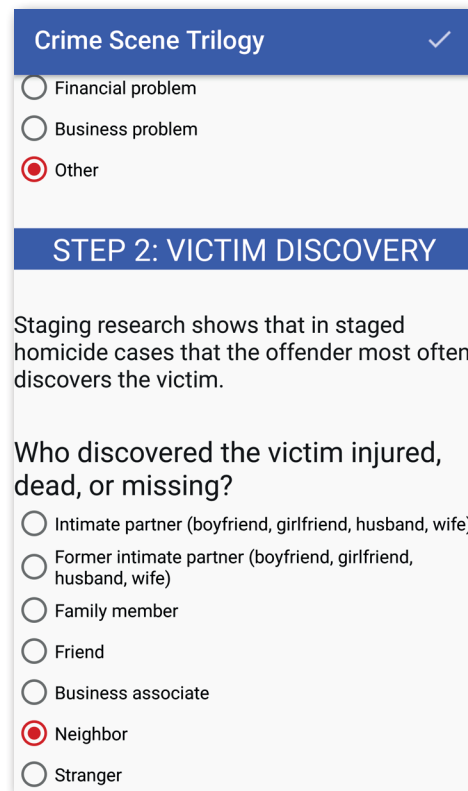 Crime Scene Trilogy
Financial problem
Business problem
Other
STEP 2: VICTIM DISCOVERY
Staging research shows that in staged
homicide cases that the offender most often
discovers the victim.
Who discovered the victim injured,
dead, or missing?
Intimate partner (boyfriend, girlfriend, husband, wife)
Former intimate partner (boyfriend, girlfriend,
husband, wife)
Family member
Friend
Business associate
Neighbor
Stranger